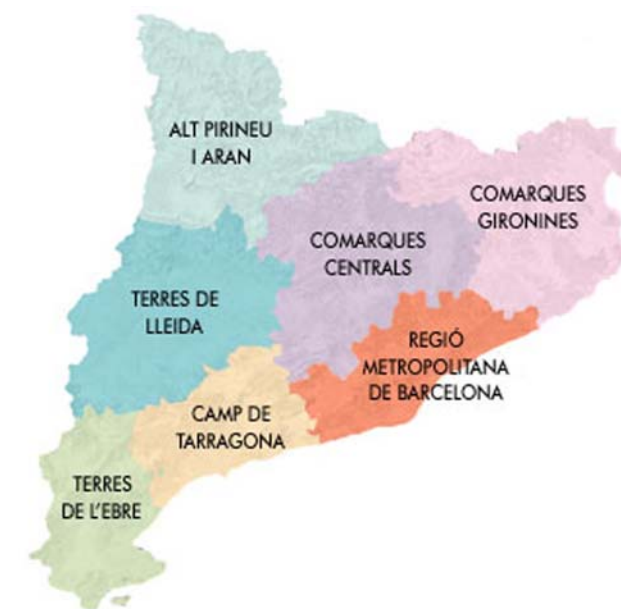 ALT PIRINEU
I ARAN
COMARQUES
GIRONINES
COMARQUES
CENTRALS
TERRES DE
LLEIDA
REGIÓ
METROPOLITANA
DE BARCELONA
CAMP DE
TARRAGONA
TERRES
DE L'EBRE